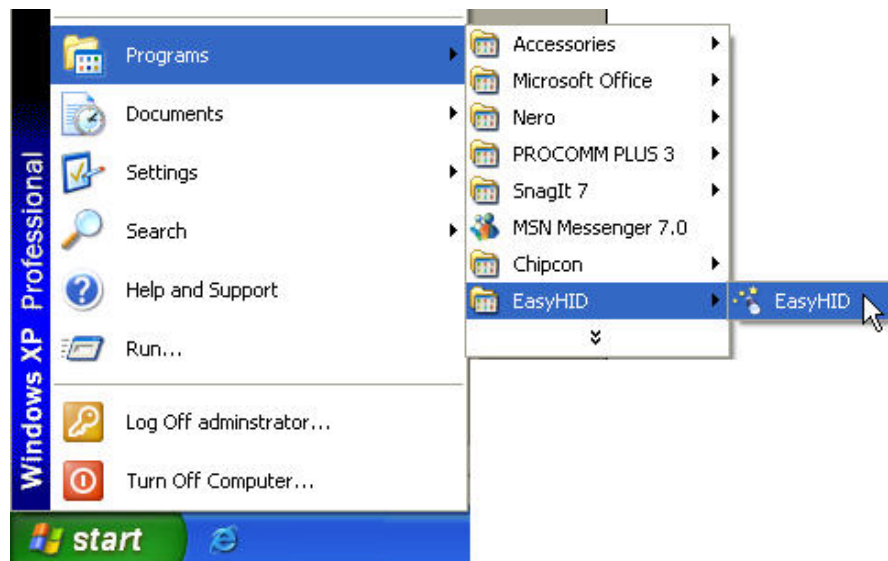 Windows XP Professional
Programs
Documents
Settings
Search
Help and Support
Run...
Log Off adminstrator...
Turn Off Computer...
start
Accessories
Microsoft Office
Nero
PROCOMM PLUS 3
SnagIt 7
MSN Messenger 7.0
Chipcon
EasyHID
EasyHID